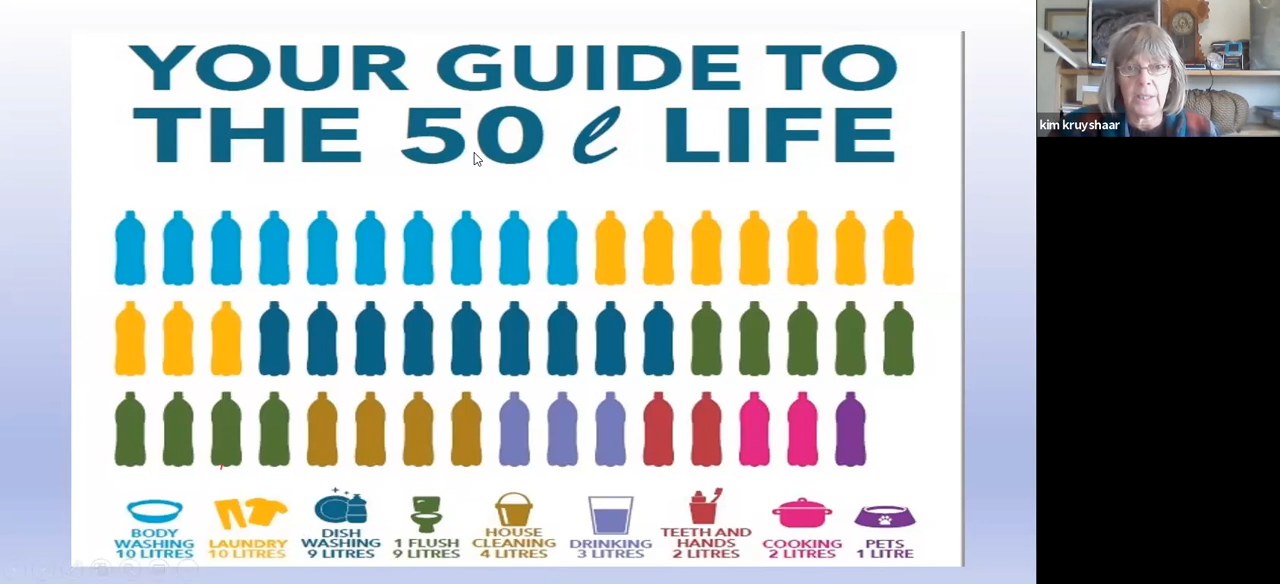 YOUR GUIDE TO
THE 50 ℓ LIFE
kim kruyshaar
BODY
WASHING
10 LITRES
LAUNDRY
10 LITRES
DISH
WASHING
9 LITRES
1 FLUSH
9 LITRES
HOUSE
CLEANING
4 LITRES
DRINKING
3 LITRES
TEETH AND
HANDS
2 LITRES
COOKING
2 LITRES
PETS
1 LITRE